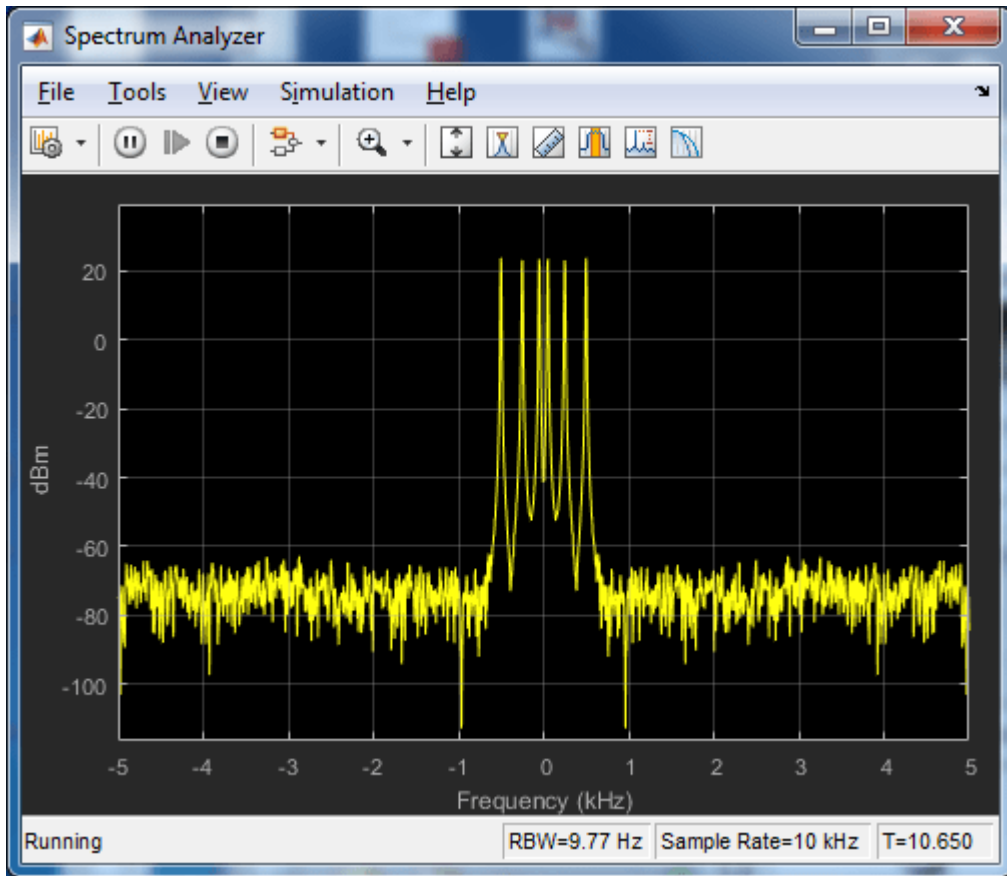 Spectrum Analyzer
File Tools View Simulation Help
20
0
-20
-40
-60
-80
-100
dBm
-5 -4 -3 -2 -1 0 1 2 3 4 5
Frequency (kHz)
Running RBW=9.77 Hz Sample Rate=10 kHz T=10.650